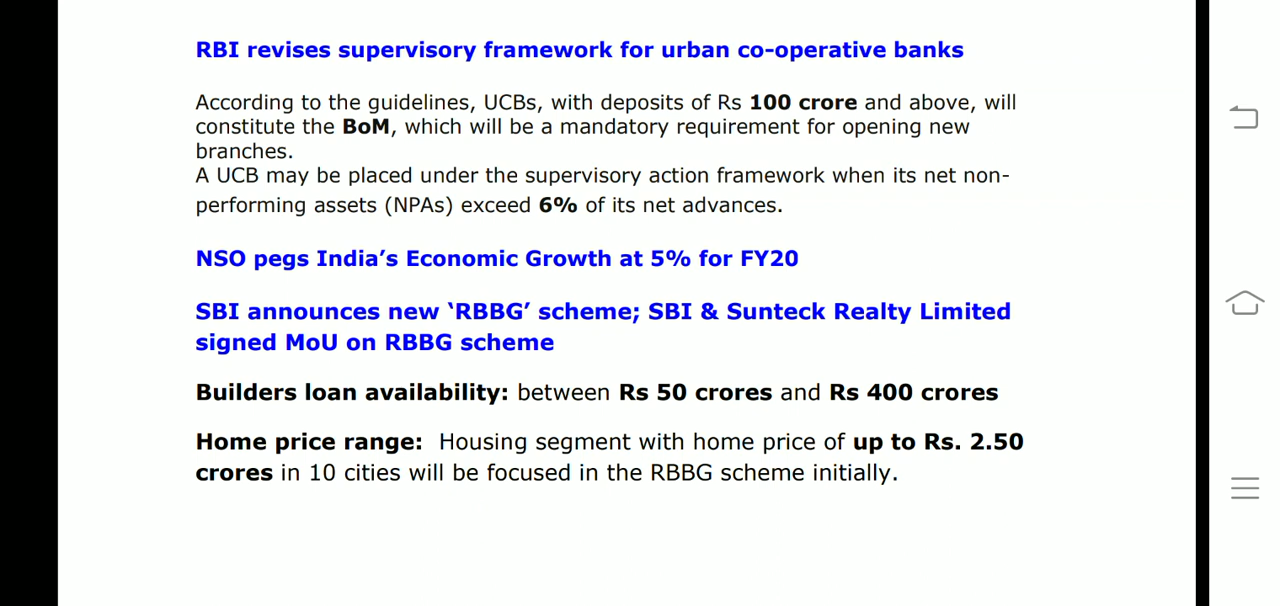 RBI revises supervisory framework for urban co-operative banks
According to the guidelines, UCBs, with deposits of Rs 100 crore and above, will
constitute the BoM, which will be a mandatory requirement for opening new
branches.
A UCB may be placed under the supervisory action framework when its net non-
performing assets (NPAs) exceed 6% of its net advances.
NSO pegs India’s Economic Growth at 5% for FY20
SBI announces new ‘RBBG’ scheme; SBI & Sunteck Realty Limited
signed MoU on RBBG scheme
Builders loan availability: between Rs 50 crores and Rs 400 crores
Home price range: Housing segment with home price of up to Rs. 2.50
crores in 10 cities will be focused in the RBBG scheme initially.